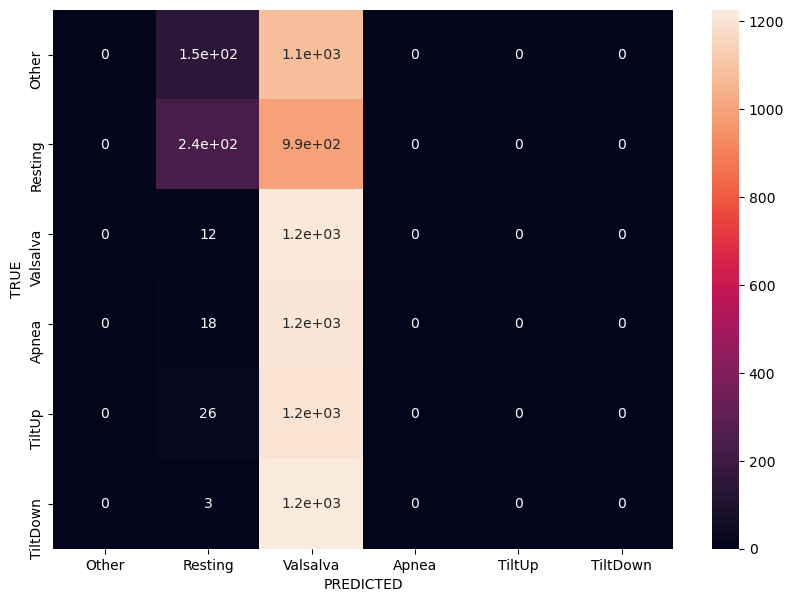 Other 0 1.5e+02 1.1e+03 0 0 0
Resting 0 2.4e+02 9.9e+02 0 0 0
Valsalva 0 12 1.2e+03 0 0 0
Apnea 0 18 1.2e+03 0 0 0
TiltUp 0 26 1.2e+03 0 0 0
TiltDown 0 3 1.2e+03 0 0 0
TRUE
Other Resting Valsalva Apnea TiltUp TiltDown
PREDICTED
1200
1000
800
600
400
200
0